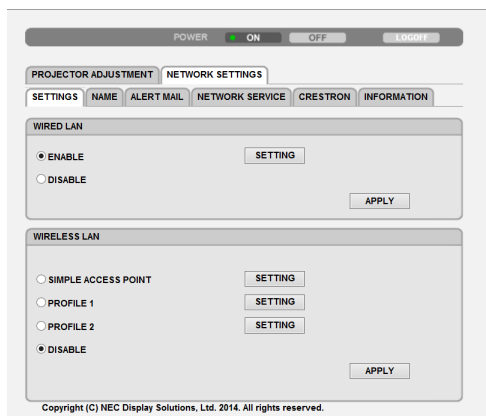 POWER ON OFF LOGOFF
PROJECTOR ADJUSTMENT NETWORK SETTINGS
SETTINGS NAME ALERT MAIL NETWORK SERVICE CRESTRON INFORMATION
WIRED LAN
ENABLE SETTING
DISABLE
APPLY
WIRELESS LAN
SIMPLE ACCESS POINT SETTING
PROFILE 1 SETTING
PROFILE 2 SETTING
DISABLE
APPLY
Copyright (C) NEC Display Solutions, Ltd. 2014. All rights reserved.